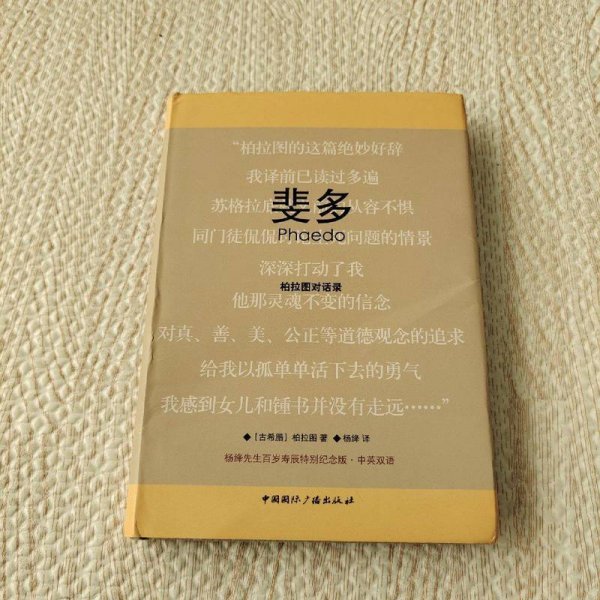 “柏拉图的这篇绝妙好辞
我译前已读过多遍
苏格拉底 从容不惧
斐多
同门徒侃侃 问题的情景
Phaedo
深深打动了我
柏拉图对话录
他那灵魂不变的信念
对真、善、美、公正等道德观念的追求
给我以孤单单活下去的勇气
我感到女儿和锺书并没有走远……”
◆ [古希腊] 柏拉图 著 ◆ 杨绛 译
杨绛先生百岁寿辰特别纪念版·中英双语
中国国际广播出版社